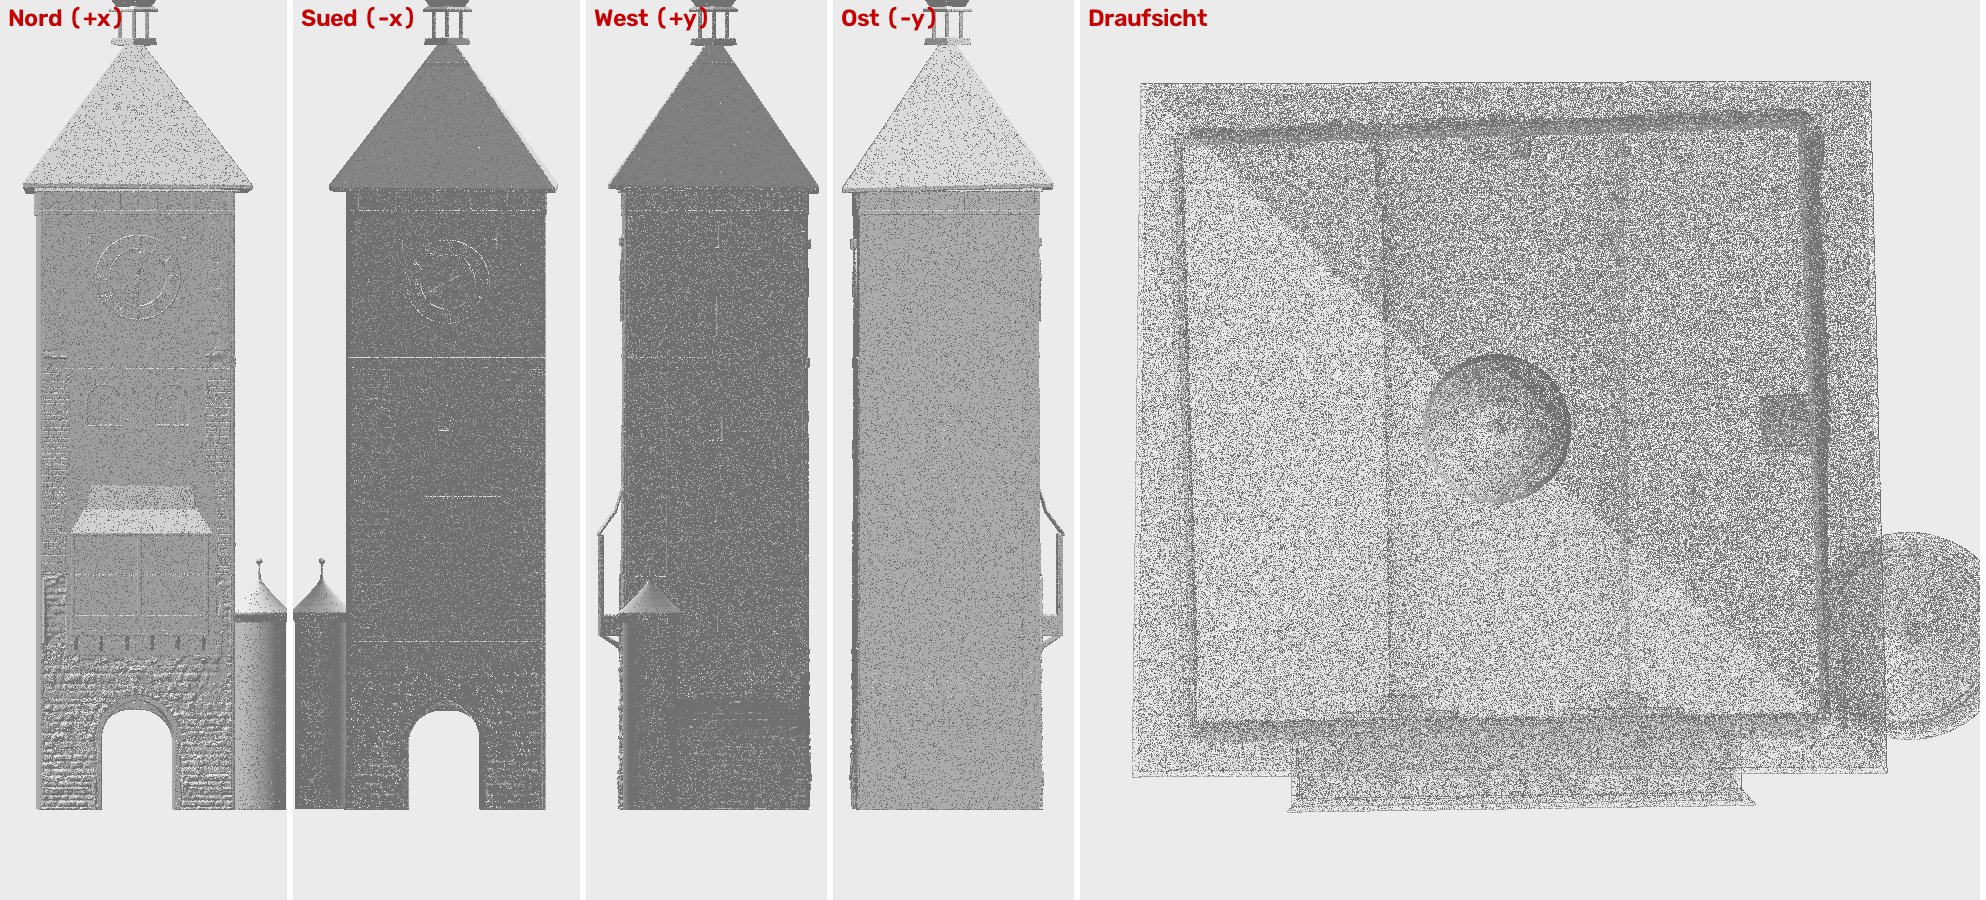 Nord (+x)
Sued (-x)
West (+y)
Ost (-y)
Draufsicht